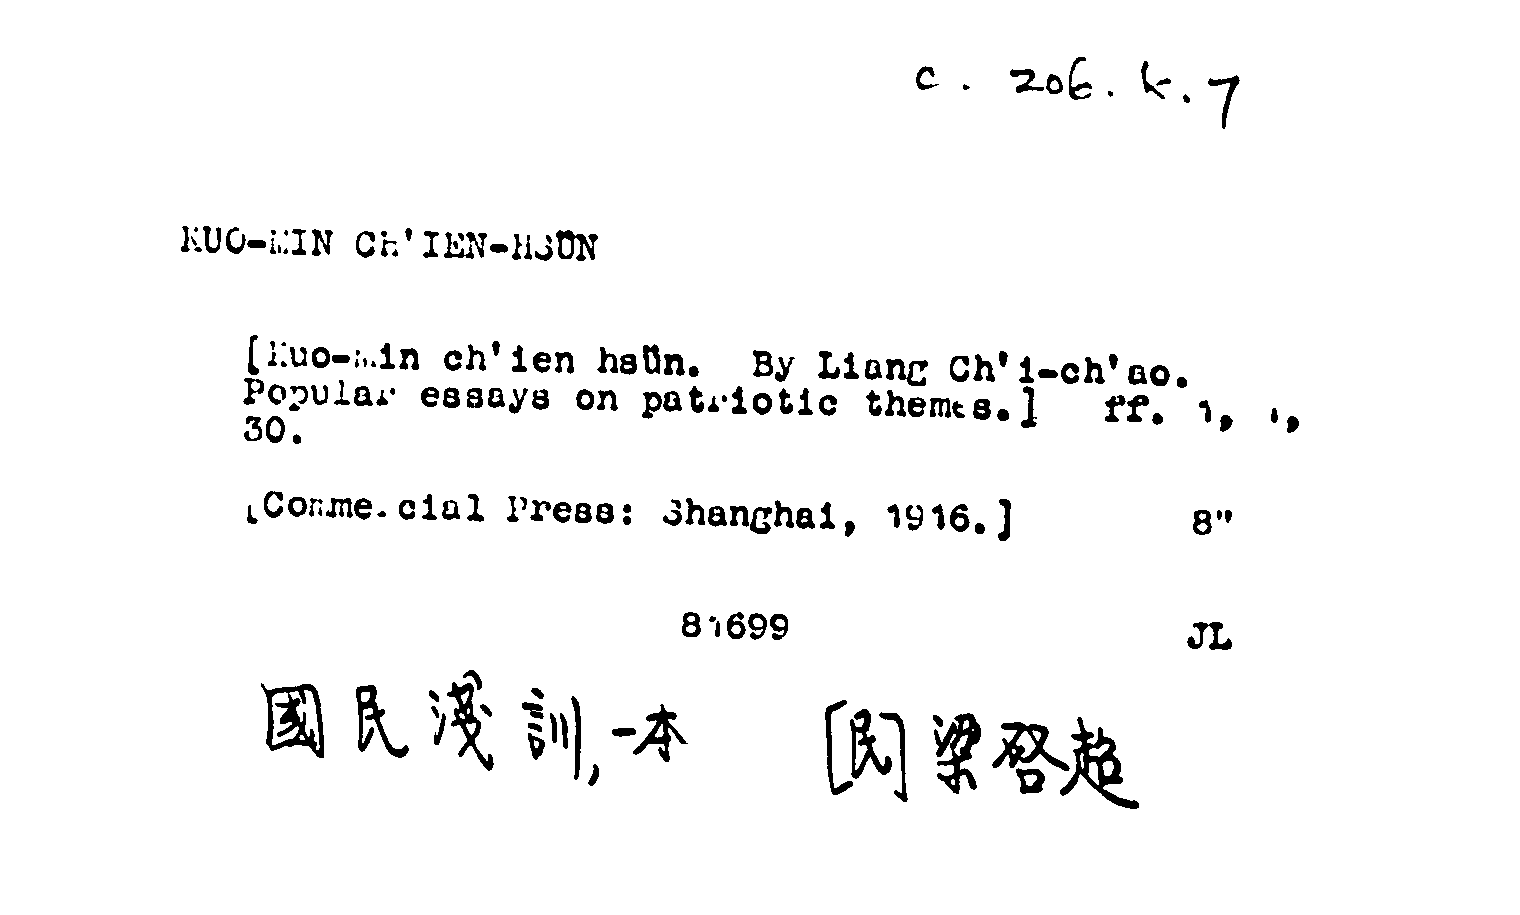 c. 206. k. 7
KUO-MIN CH'IEN-HSÜN
[Kuo-min ch'ien hsün. By Liang Ch'i-ch'ao.
Popular essays on patriotic themes.] ff. 1, 1,
30.
[Commercial Press: Shanghai, 1916.] 8"
81699 JL
國民淺訓,一本 [民]梁啓超